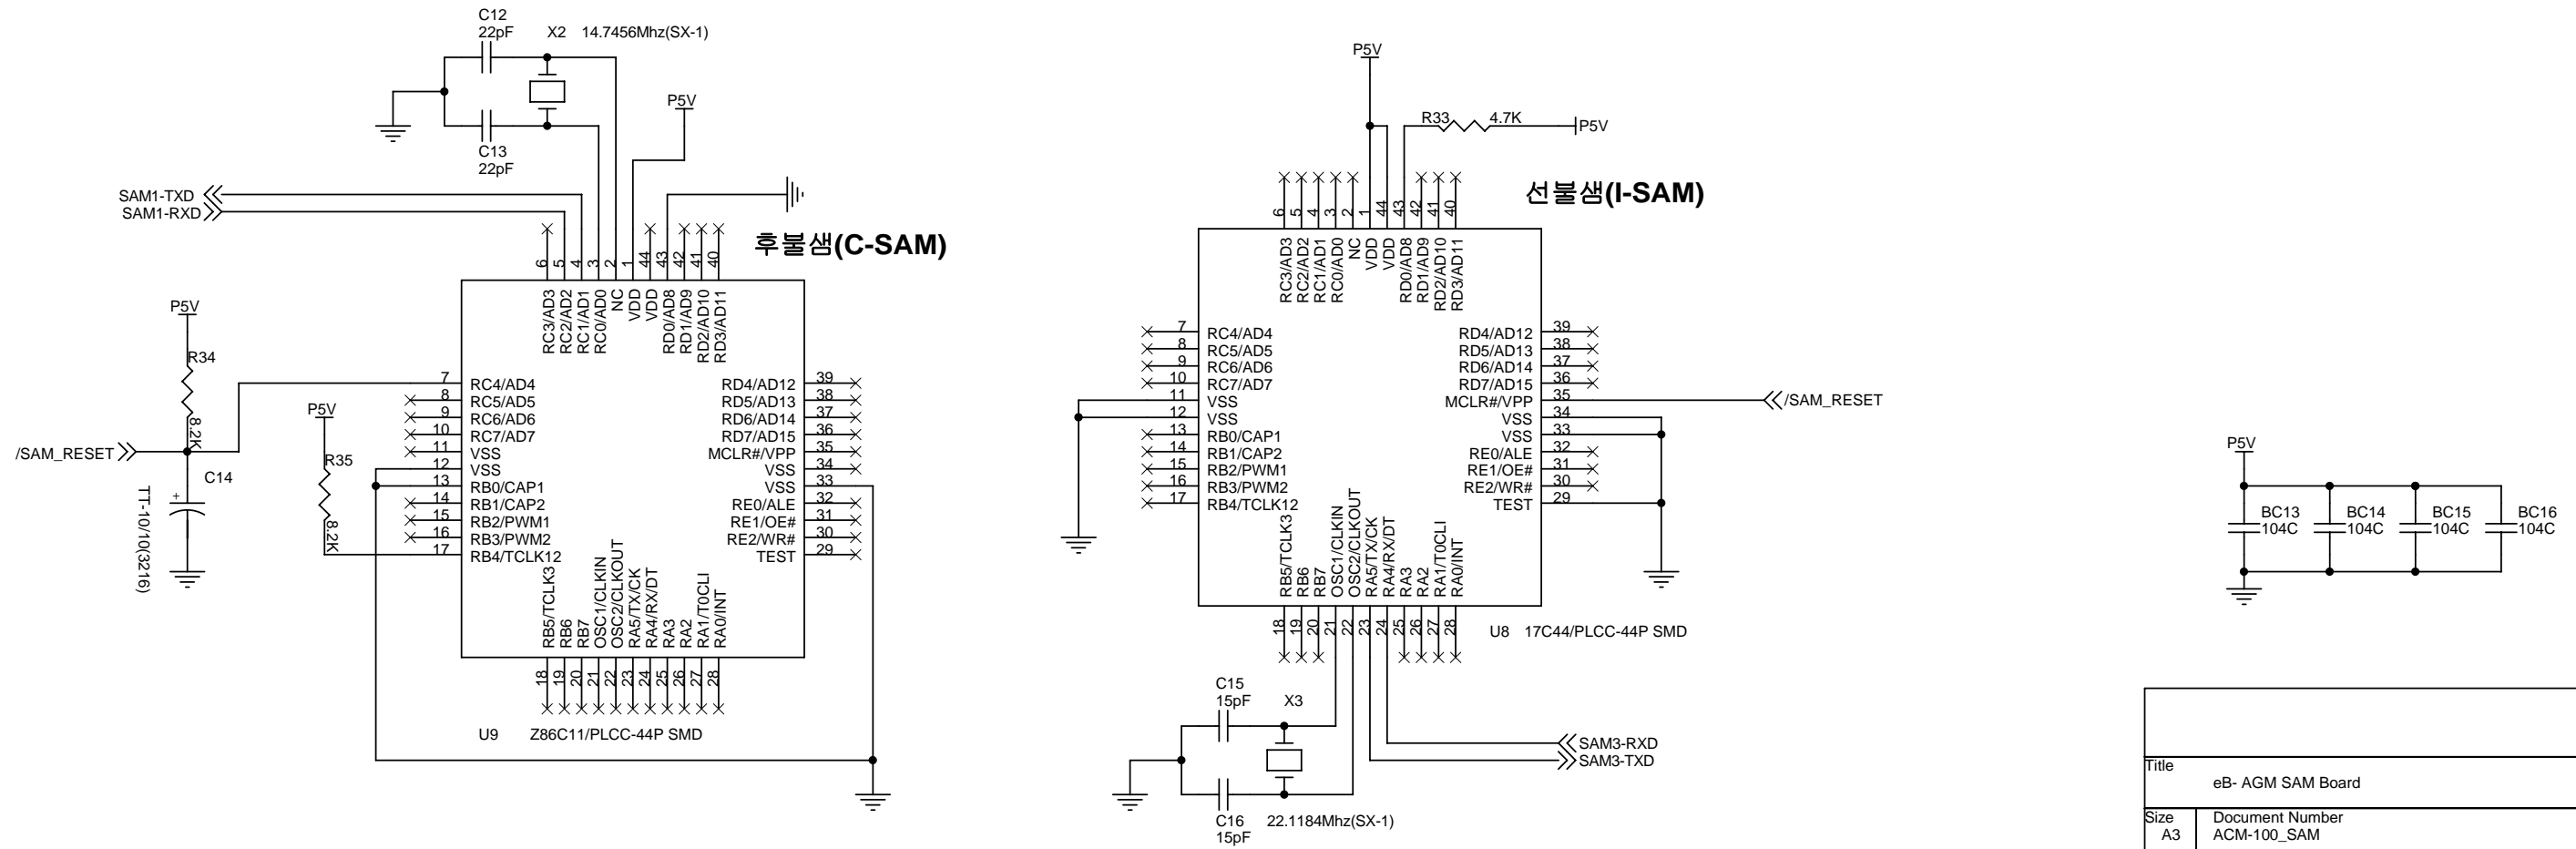 C12
22pF
X2 14.7456Mhz(SX-1)
C13
22pF
P5V
SAM1-TXD
SAM1-RXD
후불샘(C-SAM)
6
5
4
3
2
1
44
43
42
41
40
RC3/AD3
RC2/AD2
RC1/AD1
RC0/AD0
NC
VDD
VDD
RD0/AD8
RD1/AD9
RD2/AD10
RD3/AD11
P5V
R34
8.2K
/SAM_RESET
C14
+
TT-10/10(3216)
P5V
R35
8.2K
7 RC4/AD4
8 RC5/AD5
9 RC6/AD6
10 RC7/AD7
11 VSS
12 VSS
13 RB0/CAP1
14 RB1/CAP2
15 RB2/PWM1
16 RB3/PWM2
17 RB4/TCLK12
RD4/AD12 39
RD5/AD13 38
RD6/AD14 37
RD7/AD15 36
MCLR#/VPP 35
VSS 34
VSS 33
RE0/ALE 32
RE1/OE# 31
RE2/WR# 30
TEST 29
RB5/TCLK3
RB6
RB7
OSC1/CLKIN
OSC2/CLKOUT
RA5/TX/CK
RA4/RX/DT
RA3
RA2
RA1/T0CLI
RA0/INT
18
19
20
21
22
23
24
25
26
27
28
U9 Z86C11/PLCC-44P SMD
P5V
R33 4.7K
P5V
선불샘(I-SAM)
6
5
4
3
2
1
44
43
42
41
40
RC3/AD3
RC2/AD2
RC1/AD1
RC0/AD0
NC
VDD
VDD
RD0/AD8
RD1/AD9
RD2/AD10
RD3/AD11
7 RC4/AD4
8 RC5/AD5
9 RC6/AD6
10 RC7/AD7
11 VSS
12 VSS
13 RB0/CAP1
14 RB1/CAP2
15 RB2/PWM1
16 RB3/PWM2
17 RB4/TCLK12
RD4/AD12 39
RD5/AD13 38
RD6/AD14 37
RD7/AD15 36
MCLR#/VPP 35
VSS 34
VSS 33
RE0/ALE 32
RE1/OE# 31
RE2/WR# 30
TEST 29
/SAM_RESET
RB5/TCLK3
RB6
RB7
OSC1/CLKIN
OSC2/CLKOUT
RA5/TX/CK
RA4/RX/DT
RA3
RA2
RA1/T0CLI
RA0/INT
18
19
20
21
22
23
24
25
26
27
28
U8 17C44/PLCC-44P SMD
C15
15pF
X3
SAM3-RXD
SAM3-TXD
C16
15pF
22.1184Mhz(SX-1)
P5V
BC13
104C
BC14
104C
BC15
104C
BC16
104C
Title
eB- AGM SAM Board
Size
A3
Document Number
ACM-100_SAM